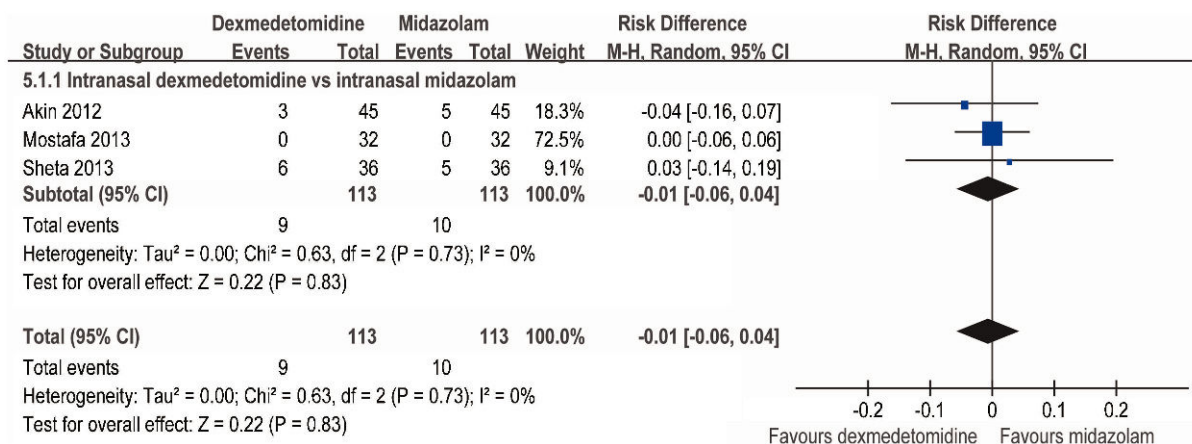 Dexmedetomidine Midazolam Risk Difference Risk Difference
Study or Subgroup Events Total Events Total Weight M-H, Random, 95% CI M-H, Random, 95% CI
5.1.1 Intranasal dexmedetomidine vs intranasal midazolam
Akin 2012 3 45 5 45 18.3% -0.04 [-0.16, 0.07]
Mostafa 2013 0 32 0 32 72.5% 0.00 [-0.06, 0.06]
Sheta 2013 6 36 5 36 9.1% 0.03 [-0.14, 0.19]
Subtotal (95% CI) 113 113 100.0% -0.01 [-0.06, 0.04]
Total events 9 10
Heterogeneity: Tau² = 0.00; Chi² = 0.63, df = 2 (P = 0.73); I² = 0%
Test for overall effect: Z = 0.22 (P = 0.83)
Total (95% CI) 113 113 100.0% -0.01 [-0.06, 0.04]
Total events 9 10
Heterogeneity: Tau² = 0.00; Chi² = 0.63, df = 2 (P = 0.73); I² = 0%
Test for overall effect: Z = 0.22 (P = 0.83)
-0.2 -0.1 0 0.1 0.2
Favours dexmedetomidine Favours midazolam